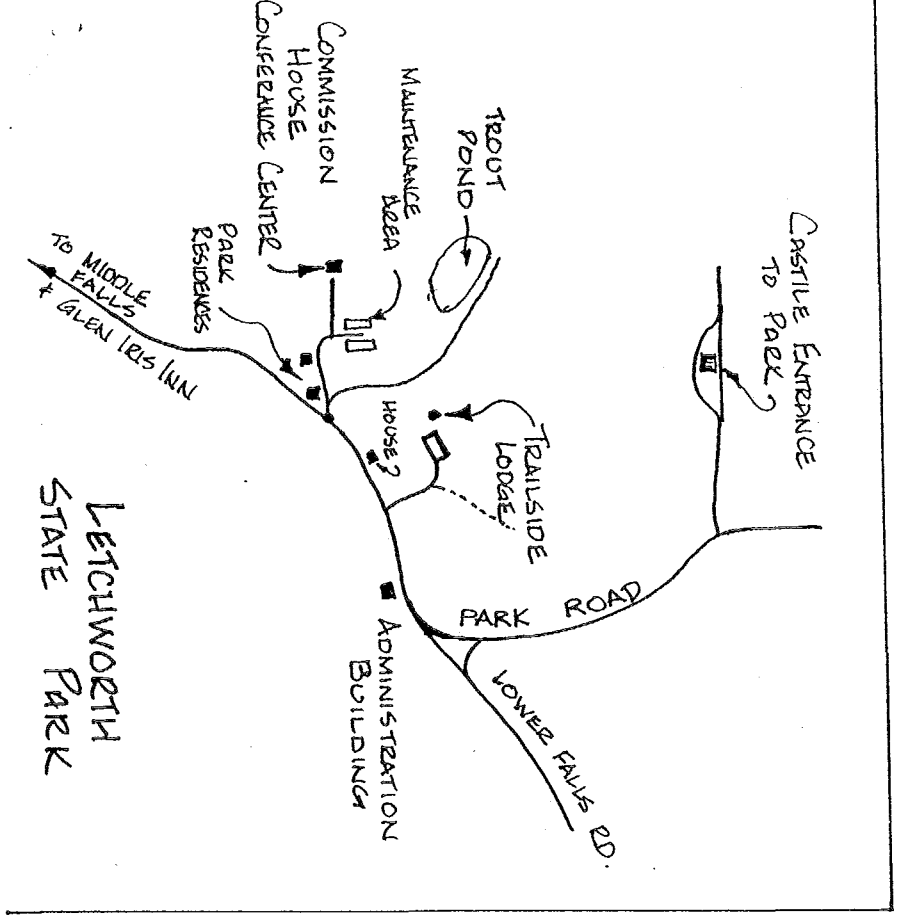 CASTILE ENTRANCE
TO PARK
TROUT
POND
MAINTENANCE
AREA
COMMISSION
HOUSE
CONFERANCE CENTER
PARK
RESIDENCES
TO MIDDLE
FALLS
& GLEN IRIS INN
HOUSE
TRAILSIDE
LODGE
PARK ROAD
LOWER FALLS RD.
ADMINISTRATION
BUILDING
LETCHWORTH
STATE PARK